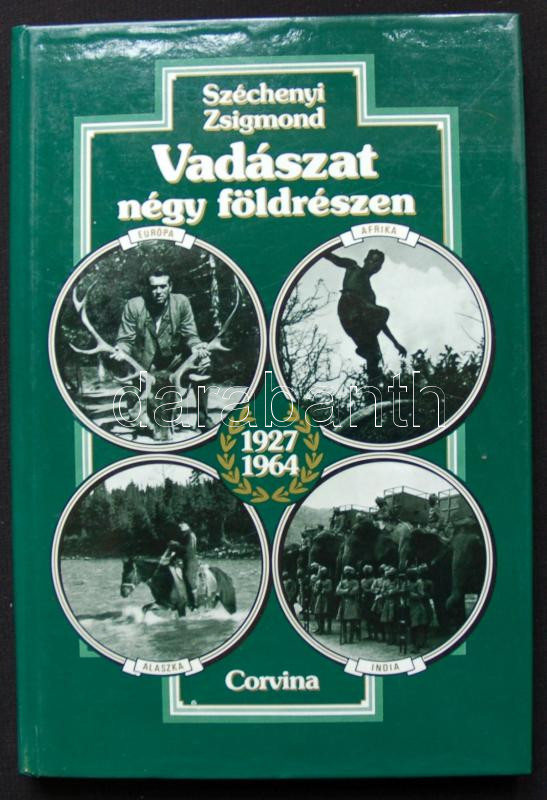 Széchenyi
Zsigmond
Vadászat
négy földrészen
EURÓPA
AFRIKA
darabanth
1927
1964
ALASZKA
INDIA
Corvina